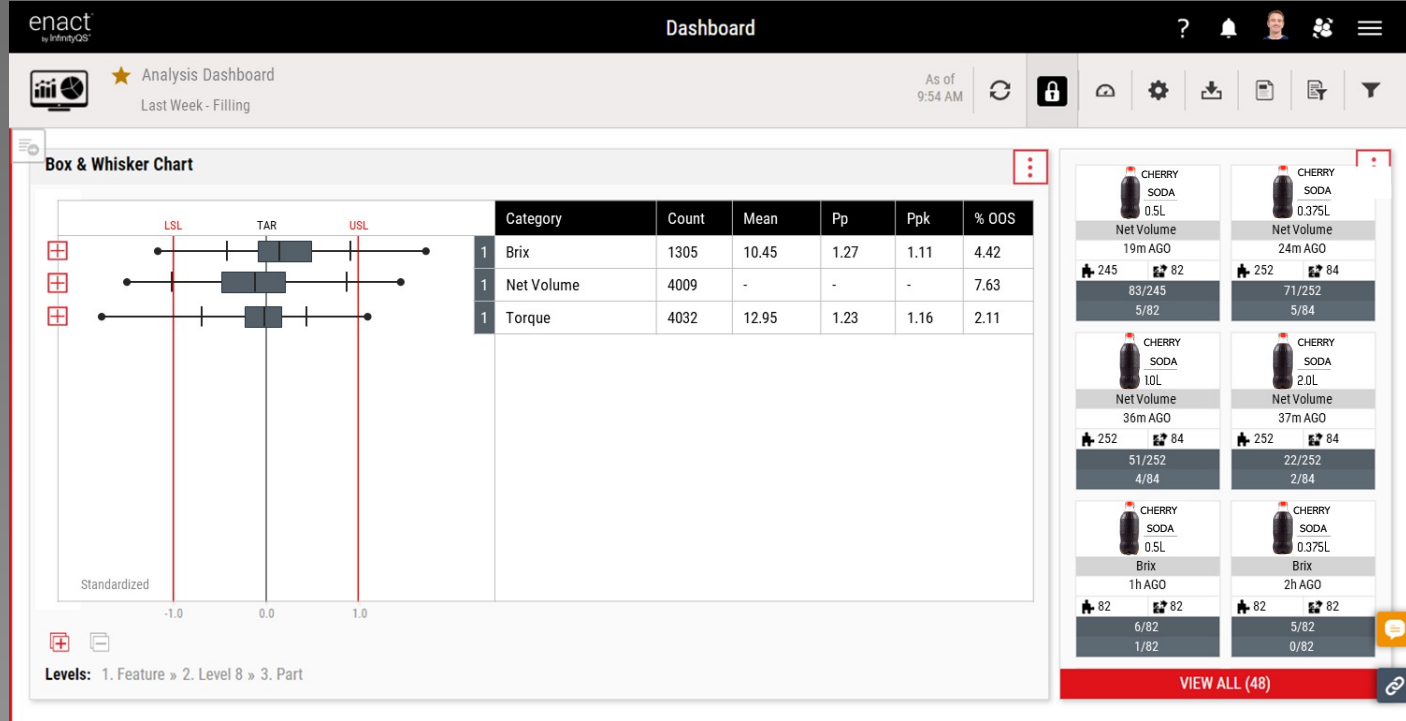 enact
by InfinityQS®
Dashboard
?
Analysis Dashboard
Last Week - Filling
As of
9:54 AM
Box & Whisker Chart
LSL TAR USL
Category Count Mean Pp Ppk % OOS
1 Brix 1305 10.45 1.27 1.11 4.42
1 Net Volume 4009 - - - 7.63
1 Torque 4032 12.95 1.23 1.16 2.11
Standardized
-1.0 0.0 1.0
Levels: 1. Feature » 2. Level 8 » 3. Part
CHERRY
SODA
0.5L
Net Volume
19m AGO
245 82
83/245
5/82
CHERRY
SODA
0.375L
Net Volume
24m AGO
252 84
71/252
5/84
CHERRY
SODA
1.0L
Net Volume
36m AGO
252 84
51/252
4/84
CHERRY
SODA
2.0L
Net Volume
37m AGO
252 84
22/252
2/84
CHERRY
SODA
0.5L
Brix
1h AGO
82 82
6/82
1/82
CHERRY
SODA
0.375L
Brix
2h AGO
82 82
5/82
0/82
VIEW ALL (48)